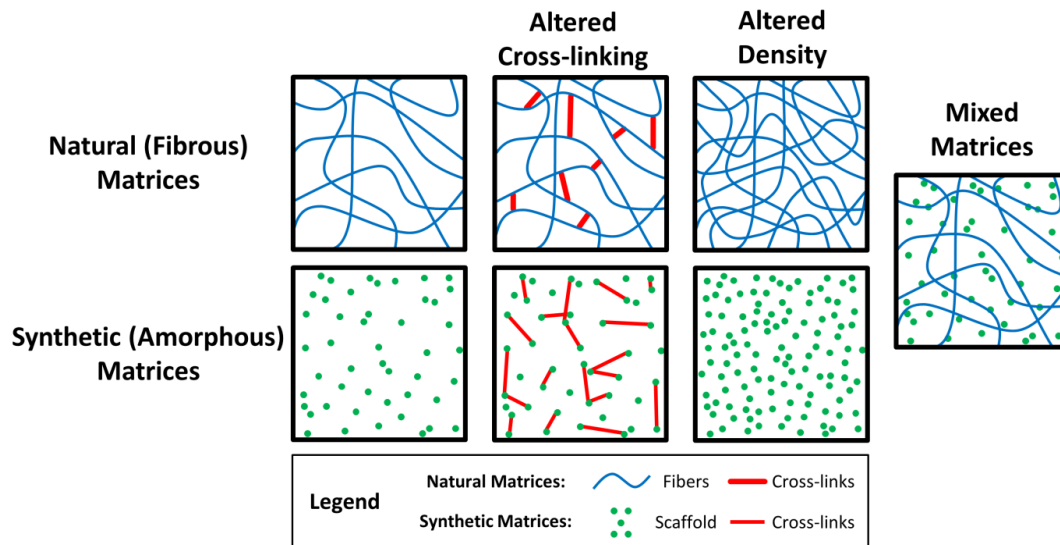 Altered
Cross-linking
Altered
Density
Natural (Fibrous)
Matrices
Mixed
Matrices
Synthetic (Amorphous)
Matrices
Legend
Natural Matrices: Fibers Cross-links
Synthetic Matrices: Scaffold Cross-links